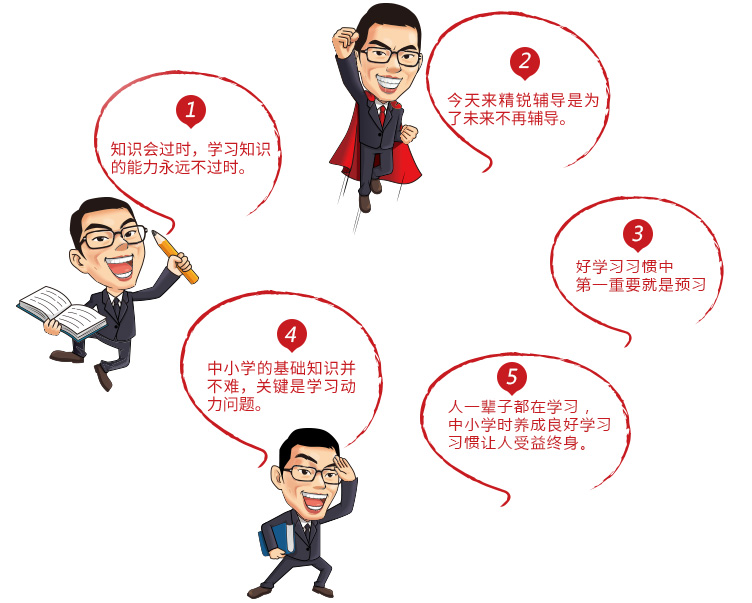 1
知识会过时，学习知识
的能力永远不过时。
2
今天来精锐辅导是为
了未来不再辅导。
3
好学习习惯中
第一重要就是预习
4
中小学的基础知识并
不难，关键是学习动
力问题。
5
人一辈子都在学习，
中小学时养成良好学习
习惯让人受益终身。